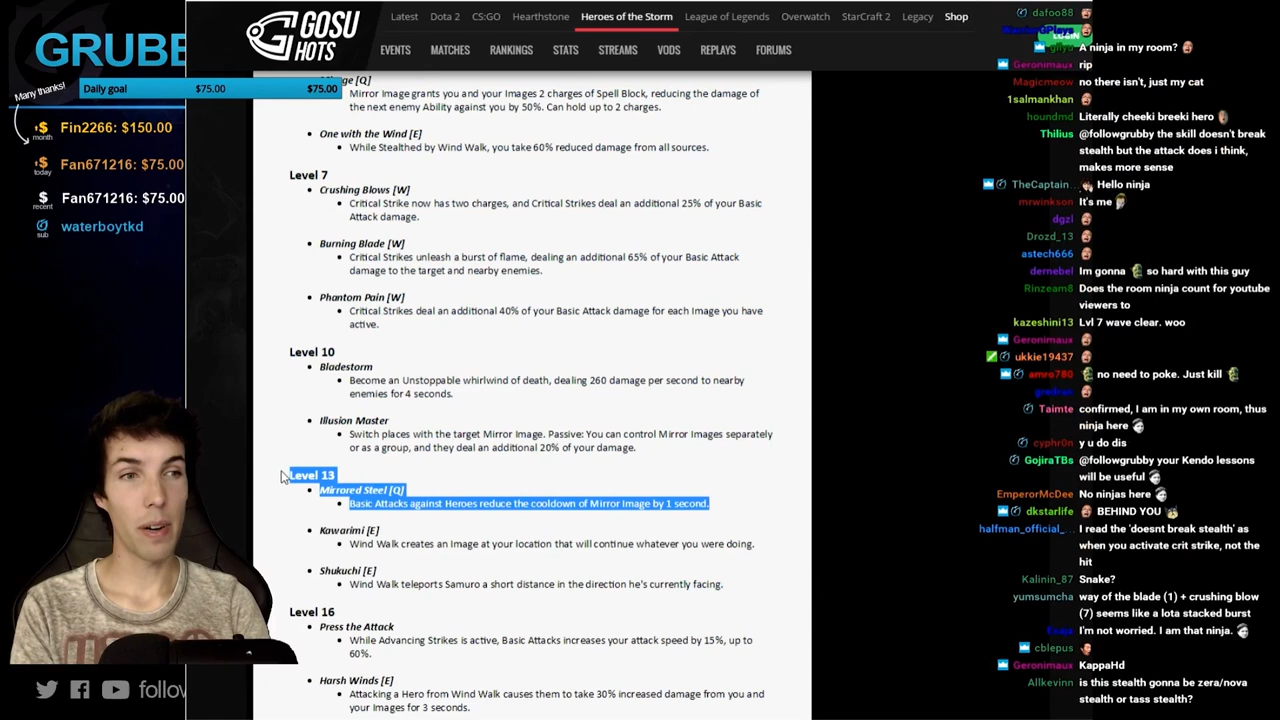 GRUBB
Many thanks!
Daily goal $75.00 $75.00
month Fin2266: $150.00
today Fan671216: $75.00
recent Fan671216: $75.00
sub waterboytkd
GOSU
HOTS
Latest Dota 2 CS:GO Hearthstone Heroes of the Storm League of Legends Overwatch StarCraft 2 Legacy Shop
EVENTS MATCHES RANKINGS STATS STREAMS VODS REPLAYS FORUMS
[Q]
Mirror Image grants you and your Images 2 charges of Spell Block, reducing the damage of
the next enemy Ability against you by 50%. Can hold up to 2 charges.
One with the Wind [E]
While Stealthed by Wind Walk, you take 60% reduced damage from all sources.
Level 7
Crushing Blows [W]
Critical Strike now has two charges, and Critical Strikes deal an additional 25% of your Basic
Attack damage.
Burning Blade [W]
Critical Strikes unleash a burst of flame, dealing an additional 65% of your Basic Attack
damage to the target and nearby enemies.
Phantom Pain [W]
Critical Strikes deal an additional 40% of your Basic Attack damage for each Image you have
active.
Level 10
Bladestorm
Become an Unstoppable whirlwind of death, dealing 260 damage per second to nearby
enemies for 4 seconds.
Illusion Master
Switch places with the target Mirror Image. Passive: You can control Mirror Images separately
or as a group, and they deal an additional 20% of your damage.
Level 13
Mirrored Steel [Q]
Basic Attacks against Heroes reduce the cooldown of Mirror Image by 1 second.
Kawarimi [E]
Wind Walk creates an Image at your location that will continue whatever you were doing.
Shukuchi [E]
Wind Walk teleports Samuro a short distance in the direction he's currently facing.
Level 16
Press the Attack
While Advancing Strikes is active, Basic Attacks increases your attack speed by 15%, up to
60%.
Harsh Winds [E]
Attacking a Hero from Wind Walk causes them to take 30% increased damage from you and
your Images for 3 seconds.
follow
dafoo88
A ninja in my room?
Geronimaux rip
Magicmeow no there isn't, just my cat
1salmankhan
houndmd Literally cheeki breeki hero
Thilius @followgrubby the skill doesn't break
stealth but the attack does i think,
makes more sense
TheCaptain... Hello ninja
mrwinkson It's me
dgzl
Drozd_13
astech666
dernebel Im gonna so hard with this guy
Rinzeam8 Does the room ninja count for youtube
viewers to
kazeshini13 Lvl 7 wave clear. woo
Geronimaux
ukkie19437
amro780 no need to poke. Just kill
Taimte confirmed, I am in my own room, thus
ninja here
cyphr0n y u do dis
GojiraTBs @followgrubby your Kendo lessons
will be useful
EmperorMcDee No ninjas here
dkstarlife BEHIND YOU
halfman_official_... I read the 'doesnt break stealth' as
when you activate crit strike, not the
hit
Kalinin_87 Snake?
yumsumcha way of the blade (1) + crushing blow
(7) seems like a lota stacked burst
Esaja I'm not worried. I am that ninja.
cblepus
Geronimaux KappaHd
Allkevinn is this stealth gonna be zera/nova
stealth or tass stealth?